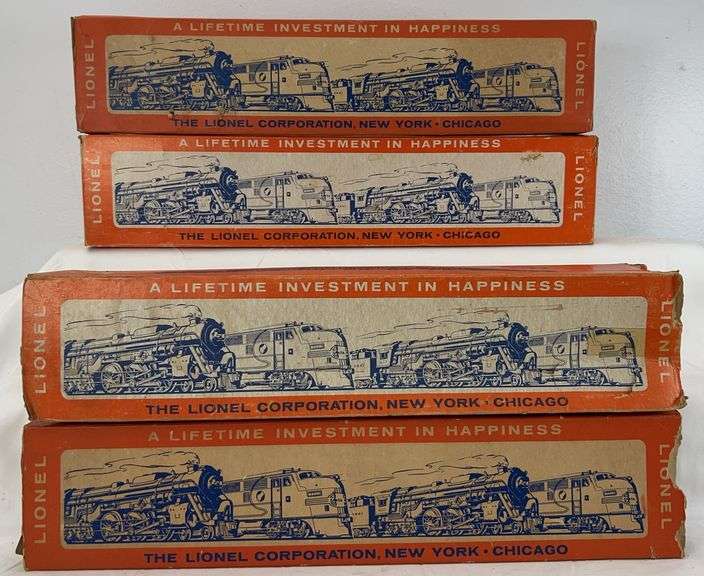 A LIFETIME INVESTMENT IN HAPPINESS
LIONEL
LIONEL
THE LIONEL CORPORATION, NEW YORK · CHICAGO
A LIFETIME INVESTMENT IN HAPPINESS
LIONEL
LIONEL
THE LIONEL CORPORATION, NEW YORK · CHICAGO
A LIFETIME INVESTMENT IN HAPPINESS
LIONEL
LIONEL
THE LIONEL CORPORATION, NEW YORK · CHICAGO
A LIFETIME INVESTMENT IN HAPPINESS
LIONEL
LIONEL
THE LIONEL CORPORATION, NEW YORK · CHICAGO